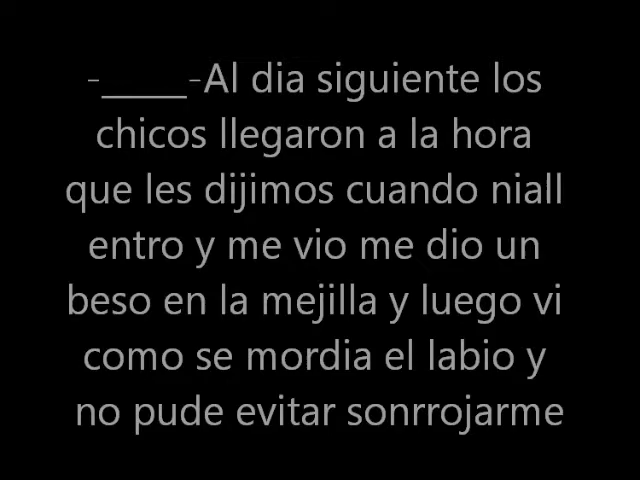 -_____-Al dia siguiente los
chicos llegaron a la hora
que les dijimos cuando niall
entro y me vio me dio un
beso en la mejilla y luego vi
como se mordia el labio y
no pude evitar sonrrojarme